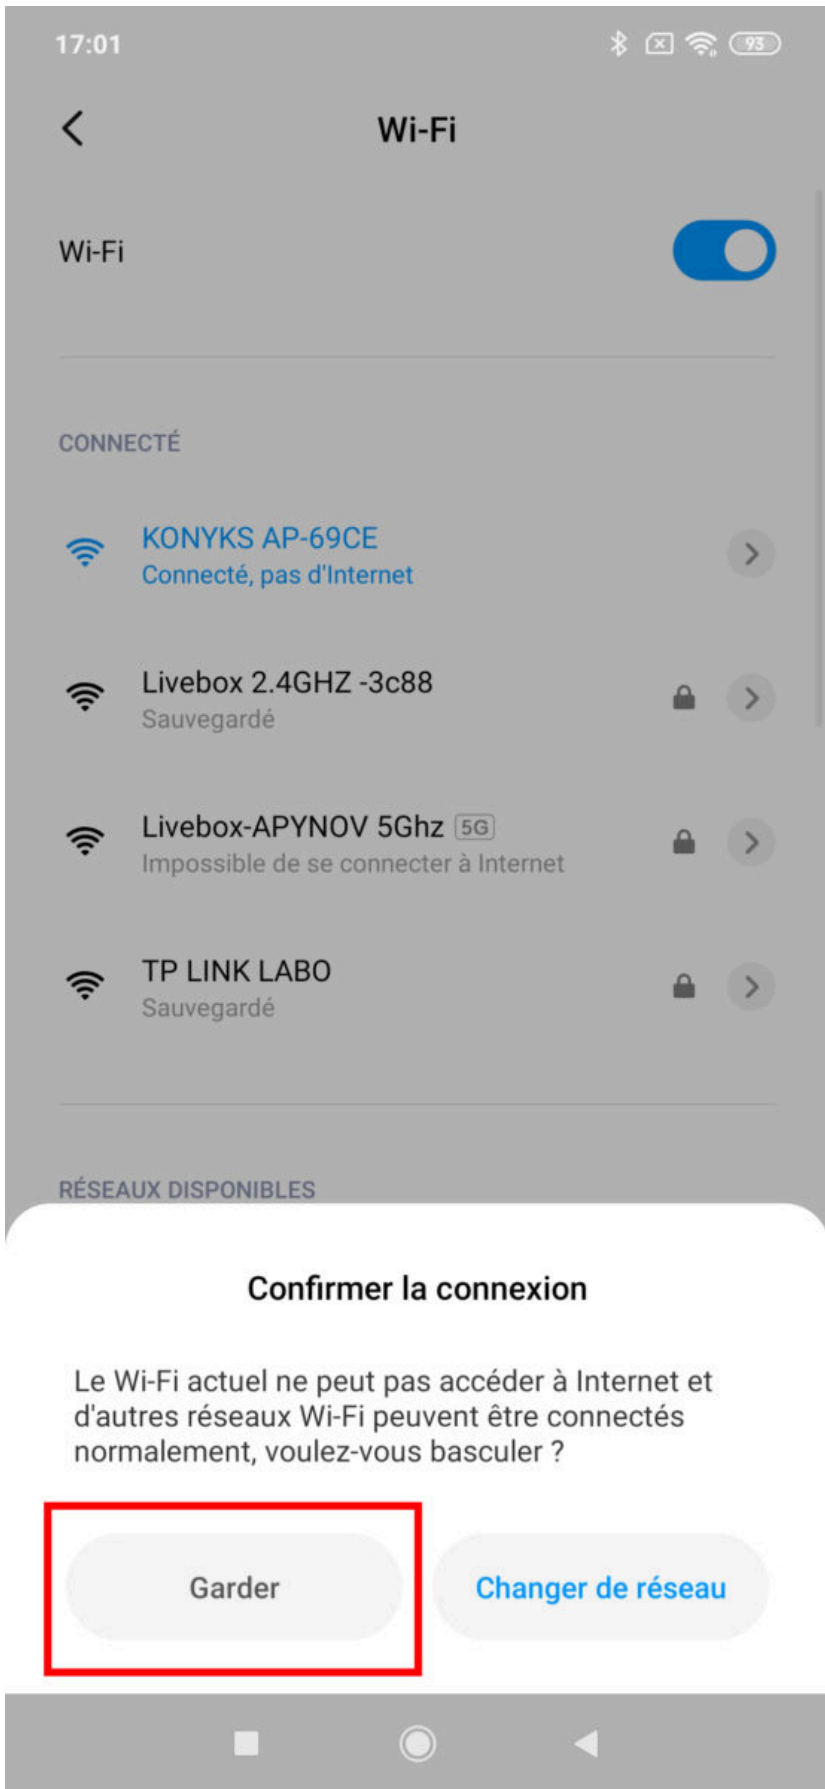 17:01
93
Wi-Fi
Wi-Fi
CONNECTÉ
KONYKS AP-69CE
Connecté, pas d'Internet
Livebox 2.4GHZ -3c88
Sauvegardé
Livebox-APYNOV 5Ghz 5G
Impossible de se connecter à Internet
TP LINK LABO
Sauvegardé
RÉSEAUX DISPONIBLES
Confirmer la connexion
Le Wi-Fi actuel ne peut pas accéder à Internet et
d'autres réseaux Wi-Fi peuvent être connectés
normalement, voulez-vous basculer ?
Garder
Changer de réseau